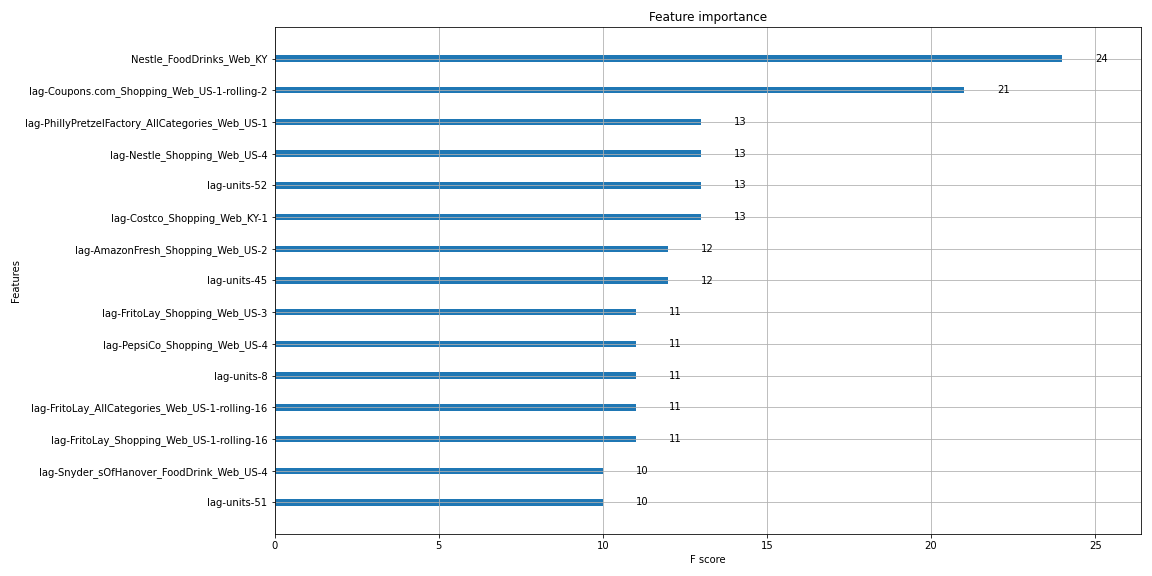 Feature importance
Nestle_FoodDrinks_Web_KY 24
lag-Coupons.com_Shopping_Web_US-1-rolling-2 21
lag-PhillyPretzelFactory_AllCategories_Web_US-1 13
lag-Nestle_Shopping_Web_US-4 13
lag-units-52 13
lag-Costco_Shopping_Web_KY-1 13
lag-AmazonFresh_Shopping_Web_US-2 12
lag-units-45 12
lag-FritoLay_Shopping_Web_US-3 11
lag-PepsiCo_Shopping_Web_US-4 11
lag-units-8 11
lag-FritoLay_AllCategories_Web_US-1-rolling-16 11
lag-FritoLay_Shopping_Web_US-1-rolling-16 11
lag-Snyder_sOfHanover_FoodDrink_Web_US-4 10
lag-units-51 10
Features
0 5 10 15 20 25
F score